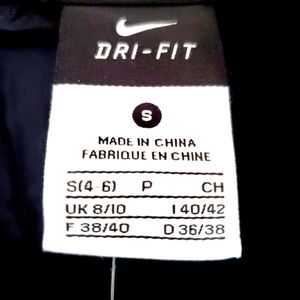 DRI-FIT
S
MADE IN CHINA
FABRIQUE EN CHINE
S(4-6) P CH
UK 8/10 I 40/42
F 38/40 D 36/38